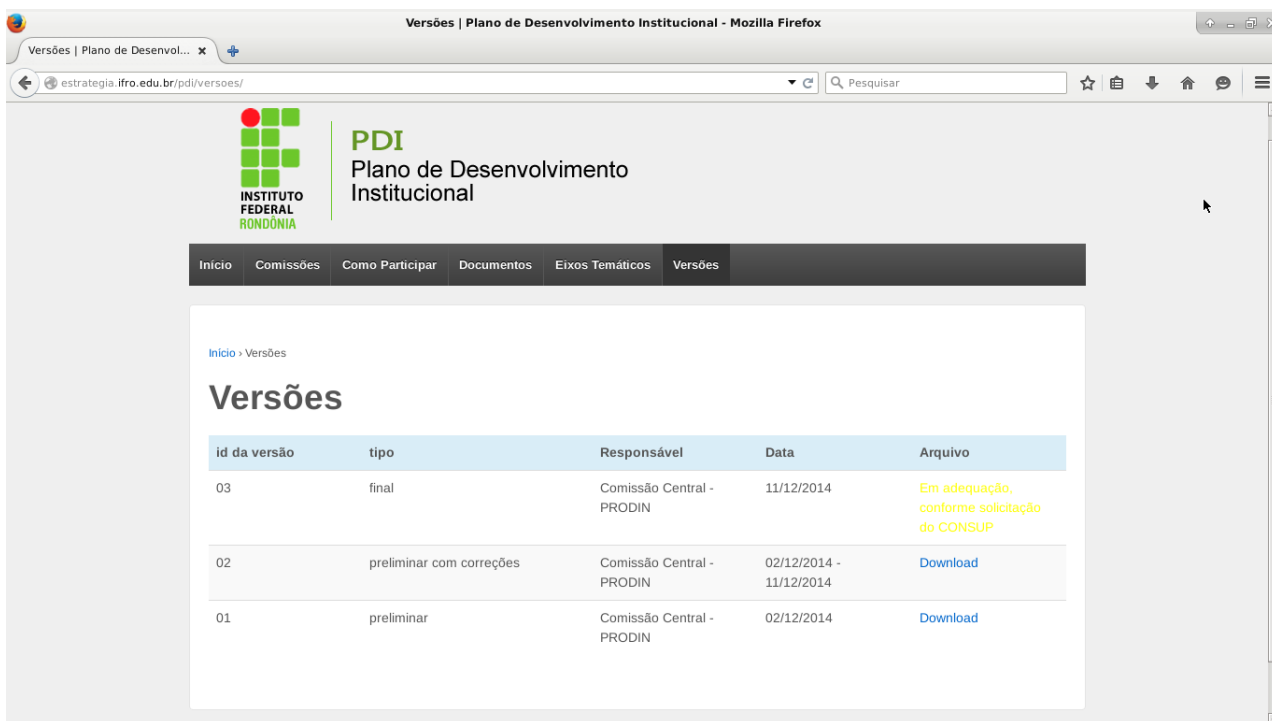 Versões | Plano de Desenvolvimento Institucional - Mozilla Firefox
Versões | Plano de Desenvol...
estrategia.ifro.edu.br/pdi/versoes/
Pesquisar
INSTITUTO
FEDERAL
RONDÔNIA
PDI
Plano de Desenvolvimento
Institucional
Início Comissões Como Participar Documentos Eixos Temáticos Versões
Início › Versões
Versões
id da versão tipo Responsável Data Arquivo
03 final Comissão Central - 11/12/2014 Em adequação,
PRODIN conforme solicitação
do CONSUP
02 preliminar com correções Comissão Central - 02/12/2014 - Download
PRODIN 11/12/2014
01 preliminar Comissão Central - 02/12/2014 Download
PRODIN